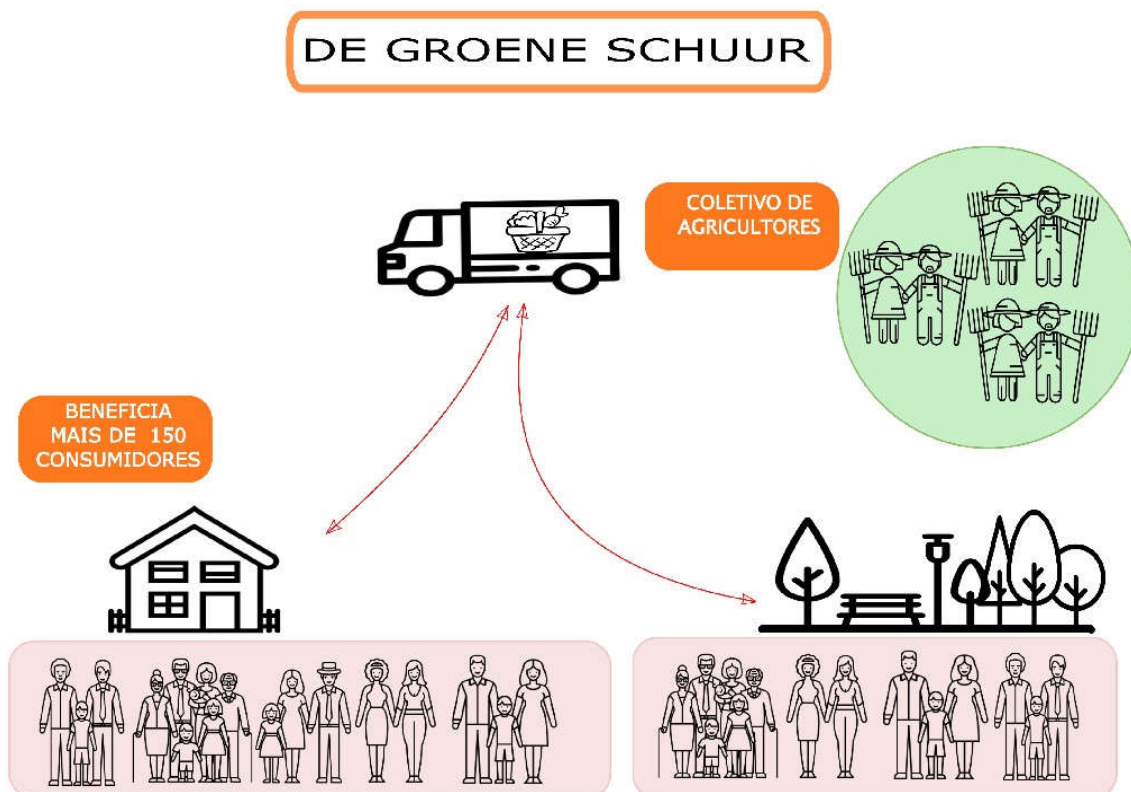 DE GROENE SCHUUR
COLETIVO DE
AGRICULTORES
BENEFICIA
MAIS DE 150
CONSUMIDORES